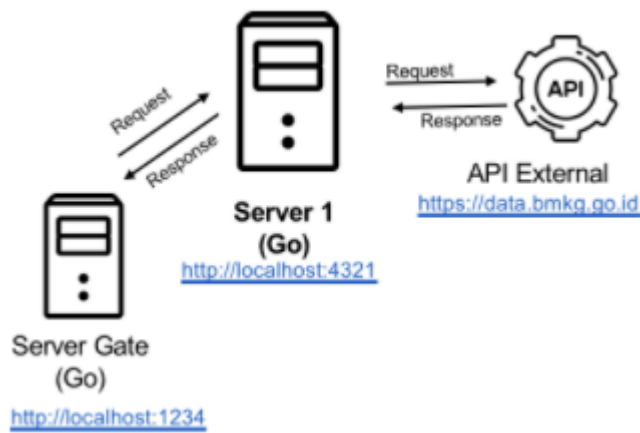 Request
Response
Request
Response
API
API External
https://data.bmkg.go.id
Server 1
(Go)
http://localhost:4321
Server Gate
(Go)
http://localhost:1234